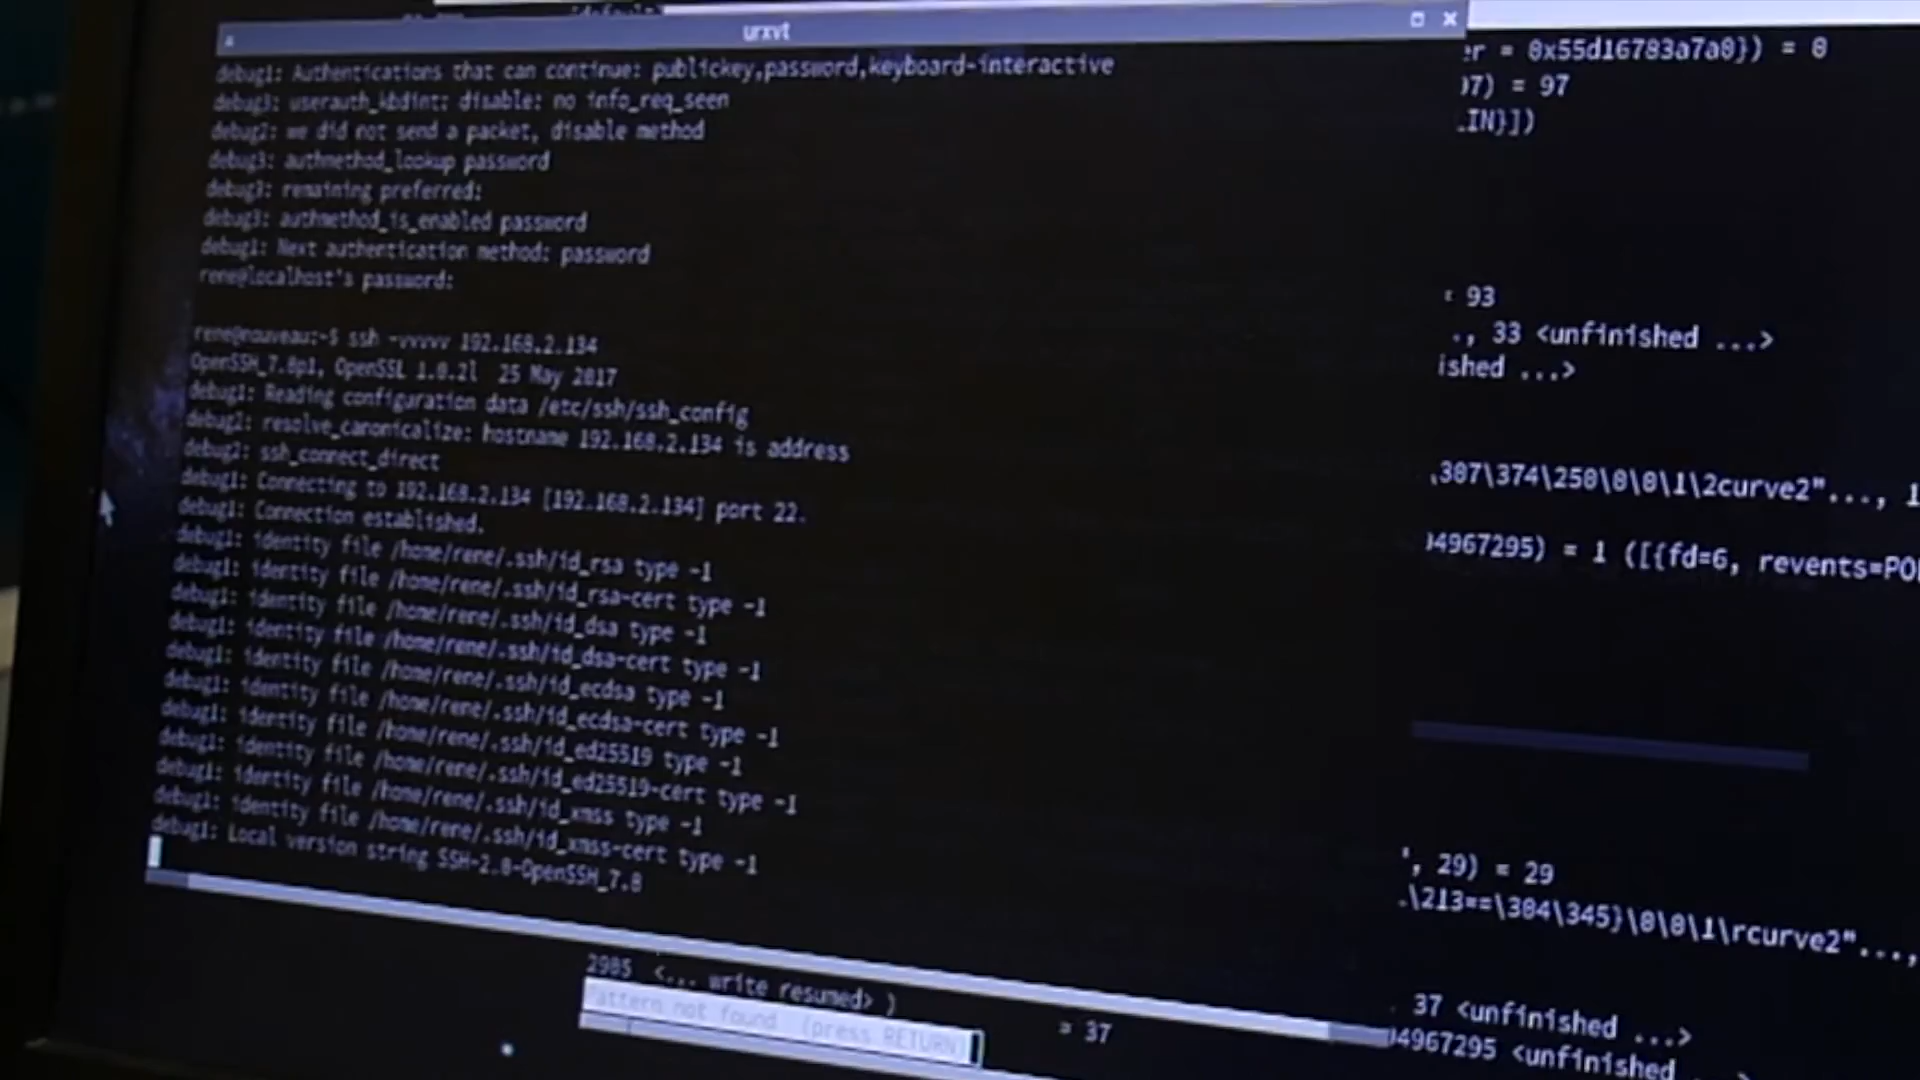 urxvt
debug1: Authentications that can continue: publickey,password,keyboard-interactive
debug3: userauth_kbdint: disable: no info_req_seen
debug2: we did not send a packet, disable method
debug3: authmethod_lookup password
debug3: remaining preferred:
debug3: authmethod_is_enabled password
debug1: Next authentication method: password
rene@localhost's password:
rene@nouveau:~$ ssh -vvvvv 192.168.2.134
OpenSSH_7.8p1, OpenSSL 1.0.2l 25 May 2017
debug1: Reading configuration data /etc/ssh/ssh_config
debug2: resolve_canonicalize: hostname 192.168.2.134 is address
debug2: ssh_connect_direct
debug1: Connecting to 192.168.2.134 [192.168.2.134] port 22.
debug1: Connection established.
debug1: identity file /home/rene/.ssh/id_rsa type -1
debug1: identity file /home/rene/.ssh/id_rsa-cert type -1
debug1: identity file /home/rene/.ssh/id_dsa type -1
debug1: identity file /home/rene/.ssh/id_dsa-cert type -1
debug1: identity file /home/rene/.ssh/id_ecdsa type -1
debug1: identity file /home/rene/.ssh/id_ecdsa-cert type -1
debug1: identity file /home/rene/.ssh/id_ed25519 type -1
debug1: identity file /home/rene/.ssh/id_ed25519-cert type -1
debug1: identity file /home/rene/.ssh/id_xmss type -1
debug1: identity file /home/rene/.ssh/id_xmss-cert type -1
debug1: Local version string SSH-2.0-OpenSSH_7.8
er = 0x55d16783a7a0}) = 0
97) = 97
LIN}])
93
., 33 <unfinished ...>
ished ...>
307\374\250\0\0\1\2curve2"..., 1
94967295) = 1 ([{fd=6, revents=POL
', 29) = 29
.\213==\304\345}\0\0\1\rcurve2"...,
37 <unfinished ...>
94967295 <unfinished
2985 <... write resumed> ) = 37
Pattern not found (press RETURN)